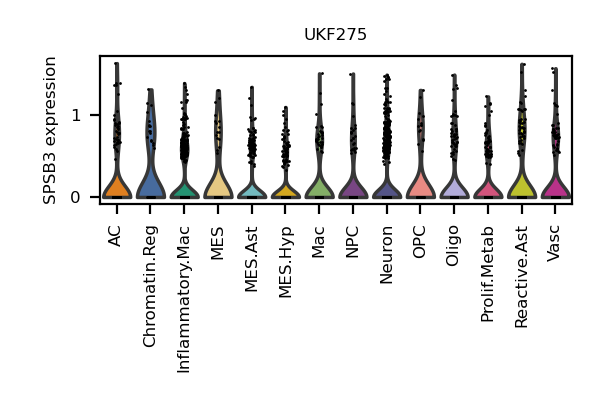 UKF275
SPSB3 expression
1
0
AC
Chromatin.Reg
Inflammatory.Mac
MES
MES.Ast
MES.Hyp
Mac
NPC
Neuron
OPC
Oligo
Prolif.Metab
Reactive.Ast
Vasc